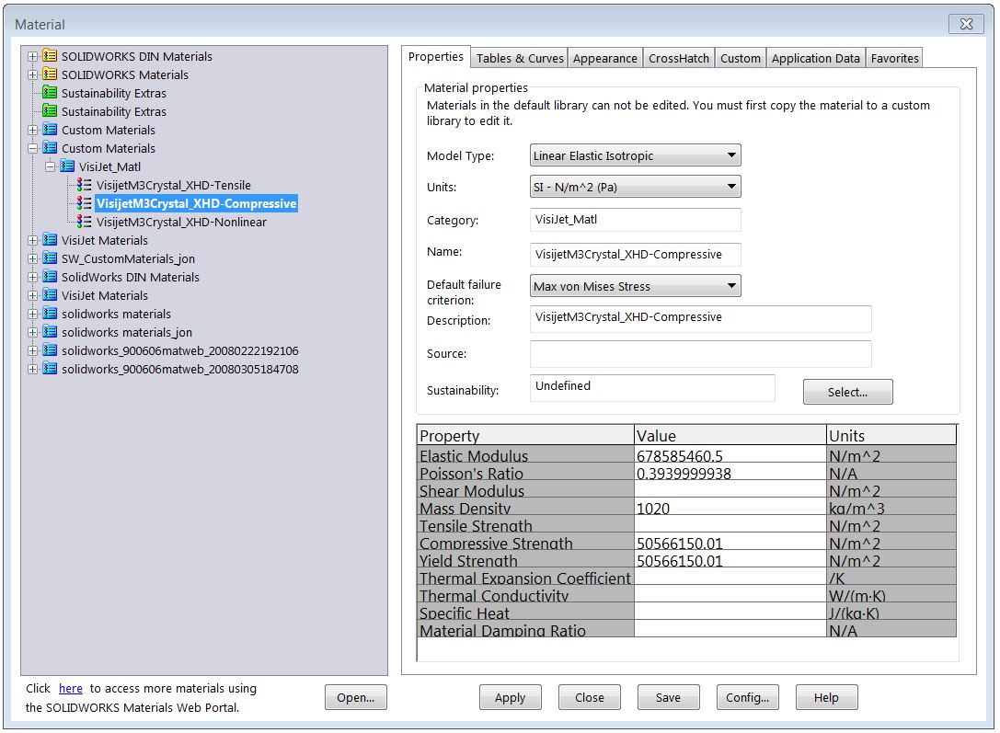 Material
SOLIDWORKS DIN Materials
SOLIDWORKS Materials
Sustainability Extras
Sustainability Extras
Custom Materials
Custom Materials
VisiJet_Matl
VisijetM3Crystal_XHD-Tensile
VisijetM3Crystal_XHD-Compressive
VisijetM3Crystal_XHD-Nonlinear
VisiJet Materials
SW_CustomMaterials_jon
SolidWorks DIN Materials
VisiJet Materials
solidworks materials
solidworks materials_jon
solidworks_900606matweb_20080222192106
solidworks_900606matweb_20080305184708
Click here to access more materials using
the SOLIDWORKS Materials Web Portal.
Open...
Properties Tables & Curves Appearance CrossHatch Custom Application Data Favorites
Material properties
Materials in the default library can not be edited. You must first copy the material to a custom
library to edit it.
Model Type: Linear Elastic Isotropic
Units: SI - N/m^2 (Pa)
Category: VisiJet_Matl
Name: VisijetM3Crystal_XHD-Compressive
Default failure
criterion: Max von Mises Stress
Description: VisijetM3Crystal_XHD-Compressive
Source:
Sustainability: Undefined Select...
Property Value Units
Elastic Modulus 678585460.5 N/m^2
Poisson's Ratio 0.3939999938 N/A
Shear Modulus N/m^2
Mass Density 1020 kg/m^3
Tensile Strength N/m^2
Compressive Strength 50566150.01 N/m^2
Yield Strength 50566150.01 N/m^2
Thermal Expansion Coefficient /K
Thermal Conductivity W/(m·K)
Specific Heat J/(kg·K)
Material Damping Ratio N/A
Apply Close Save Config... Help